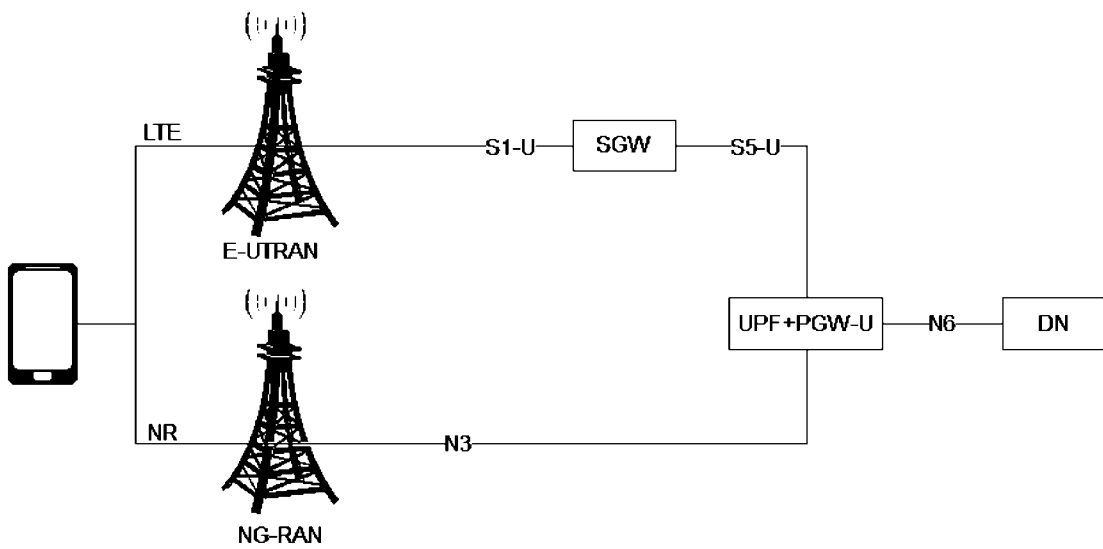 LTE
S1-U
SGW
S5-U
E-UTRAN
UPF+PGW-U
N6
DN
NR
N3
NG-RAN